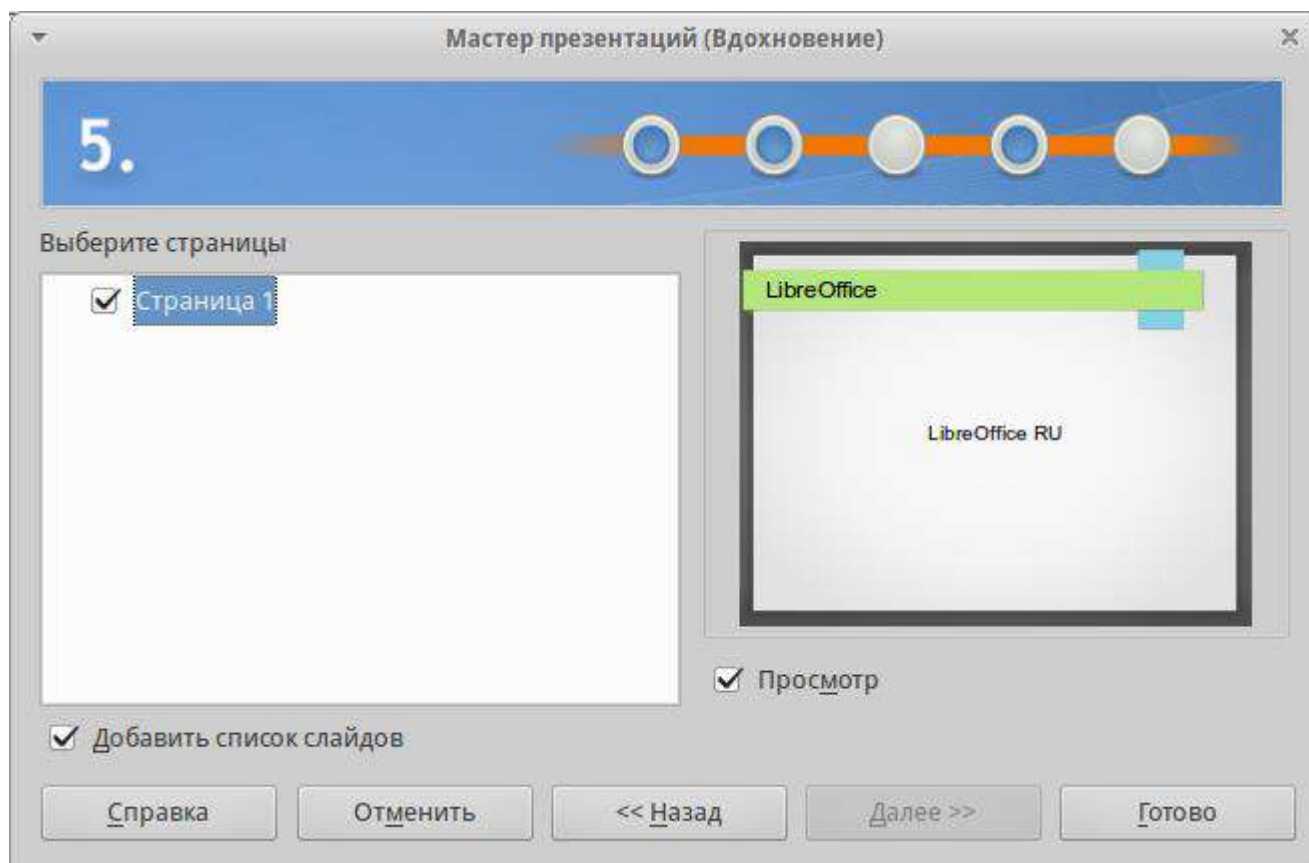 Мастер презентаций (Вдохновение)
5.
Выберите страницы
Страница 1
LibreOffice
LibreOffice RU
Просмотр
Добавить список слайдов
Справка
Отменить
<< Назад
Далее >>
Готово